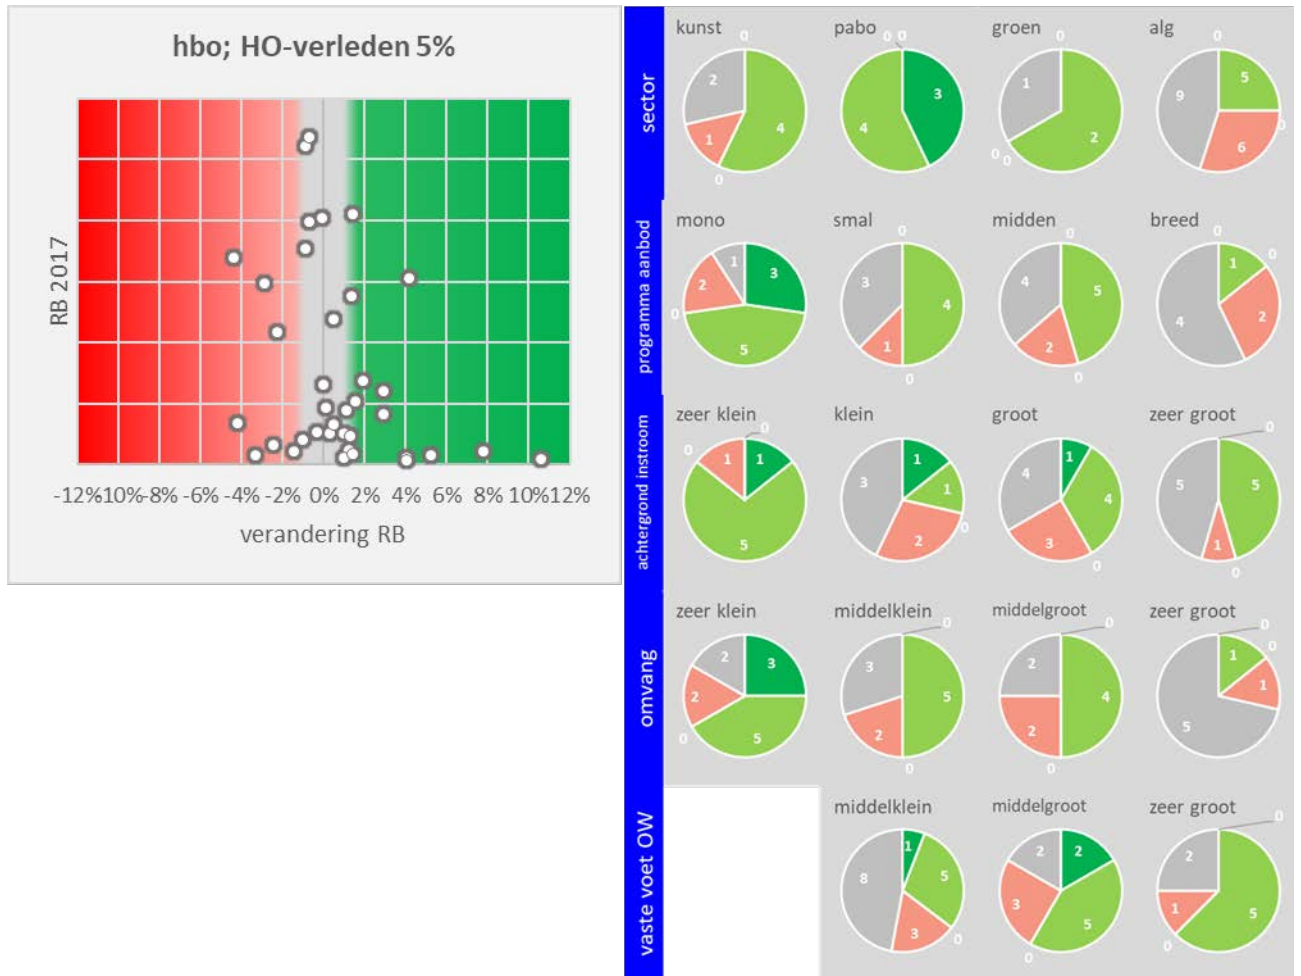 hbo; HO-verleden 5%
RB 2017
-12%10% -8% -6% -4% -2% 0% 2% 4% 6% 8% 10%12%
verandering RB
sector
kunst pabo groen alg
0 0 0 0 0
2 4 1 0
4 3
1 2 0 0
9 5 0 6
programma aanbod
mono smal midden breed
1 3 5 2 0
3 4 1 0 0
4 5 2 0 0
4 1 2 0 0
achtergrond instroom
zeer klein klein groot zeer groot
0 1 1 5 0
3 1 1 0 2
4 1 4 0 3
5 5 0 1 0
omvang
zeer klein middelklein middelgroot zeer groot
2 3 5 0 2
3 5 0 2 0
2 4 0 2 0
1 0 1 5 0
vaste voet OW
middelklein middelgroot zeer groot
8 1 5 0 3
2 2 5 0 3
2 5 0 1 0